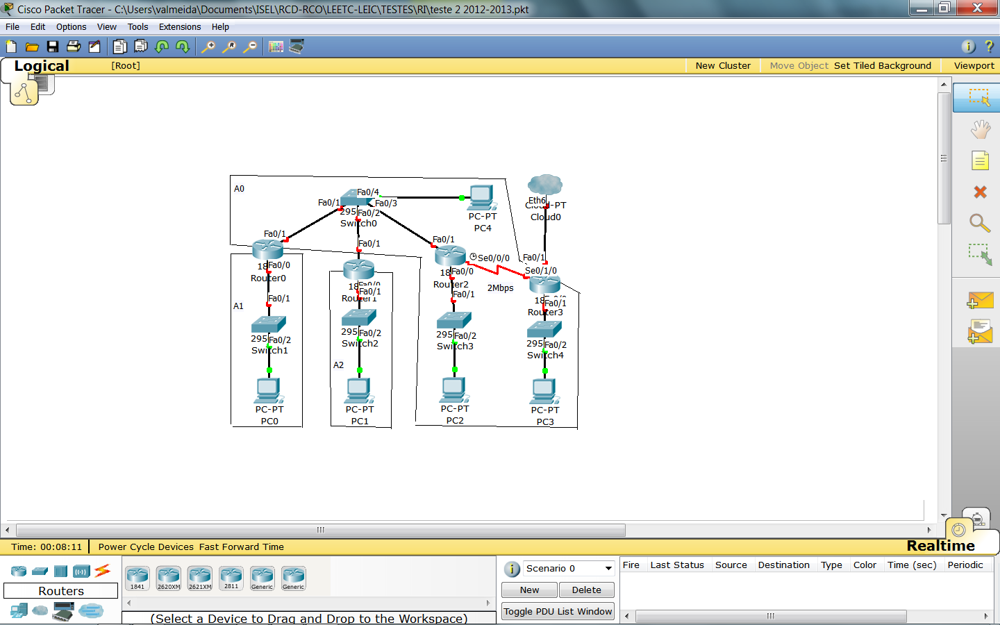 Cisco Packet Tracer - C:\Users\valmeida\Documents\ISEL\RCD-RCO\LEETC-LEIC\TESTES\RI\teste 2 2012-2013.pkt
File Edit Options View Tools Extensions Help
Logical [Root] New Cluster Move Object Set Tiled Background Viewport
A0
Fa0/4
Fa0/1
Fa0/3
295
Fa0/2
Switch0
PC-PT
PC4
Eth6
Cloud-PT
Cloud0
Fa0/1
Fa0/1
Fa0/1
Se0/0/0
Fa0/1
Se0/1/0
2Mbps
18
Fa0/0
Router0
18
Fa0/1
Router1
18
Fa0/0
Router2
18
Fa0/1
Router3
Fa0/1
Fa0/1
A1
295
Fa0/2
Switch1
295
Fa0/2
Switch2
295
Fa0/2
Switch3
295
Fa0/2
Switch4
A2
PC-PT
PC0
PC-PT
PC1
PC-PT
PC2
PC-PT
PC3
Time: 00:08:11 Power Cycle Devices Fast Forward Time Realtime
Routers
1841 2620XM 2621XM 2811 Generic Generic
(Select a Device to Drag and Drop to the Workspace)
Scenario 0
New Delete
Toggle PDU List Window
Fire Last Status Source Destination Type Color Time (sec) Periodic